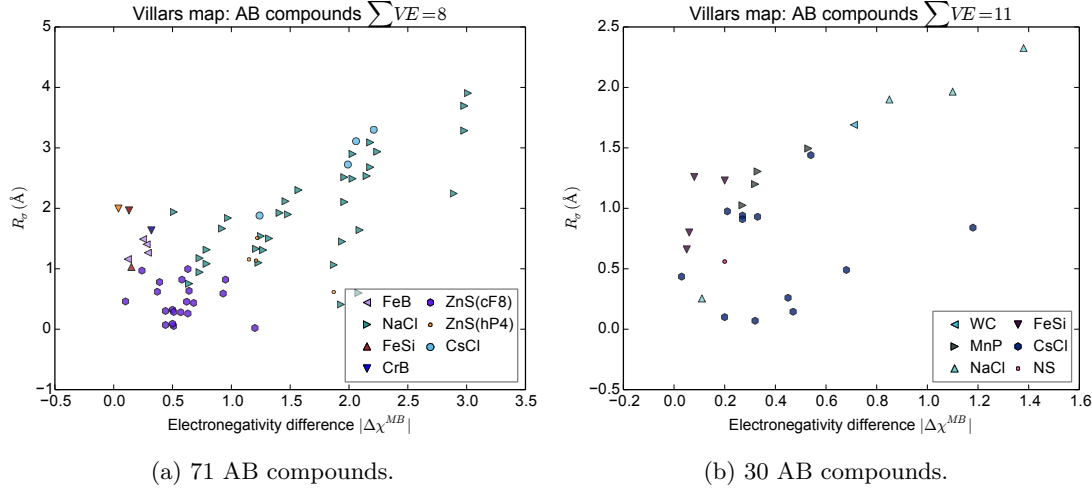 Villars map: AB compounds ∑VE=8
5
4
3
2
1
0
−1
R_σ (Å)
−0.5 0.0 0.5 1.0 1.5 2.0 2.5 3.0 3.5
Electronegativity difference |Δχ^{MB}|
FeB
NaCl
FeSi
CrB
ZnS(cF8)
ZnS(hP4)
CsCl
(a) 71 AB compounds.
Villars map: AB compounds ∑VE=11
2.5
2.0
1.5
1.0
0.5
0.0
−0.5
R_σ (Å)
−0.2 0.0 0.2 0.4 0.6 0.8 1.0 1.2 1.4 1.6
Electronegativity difference |Δχ^{MB}|
WC
MnP
NaCl
FeSi
CsCl
NS
(b) 30 AB compounds.